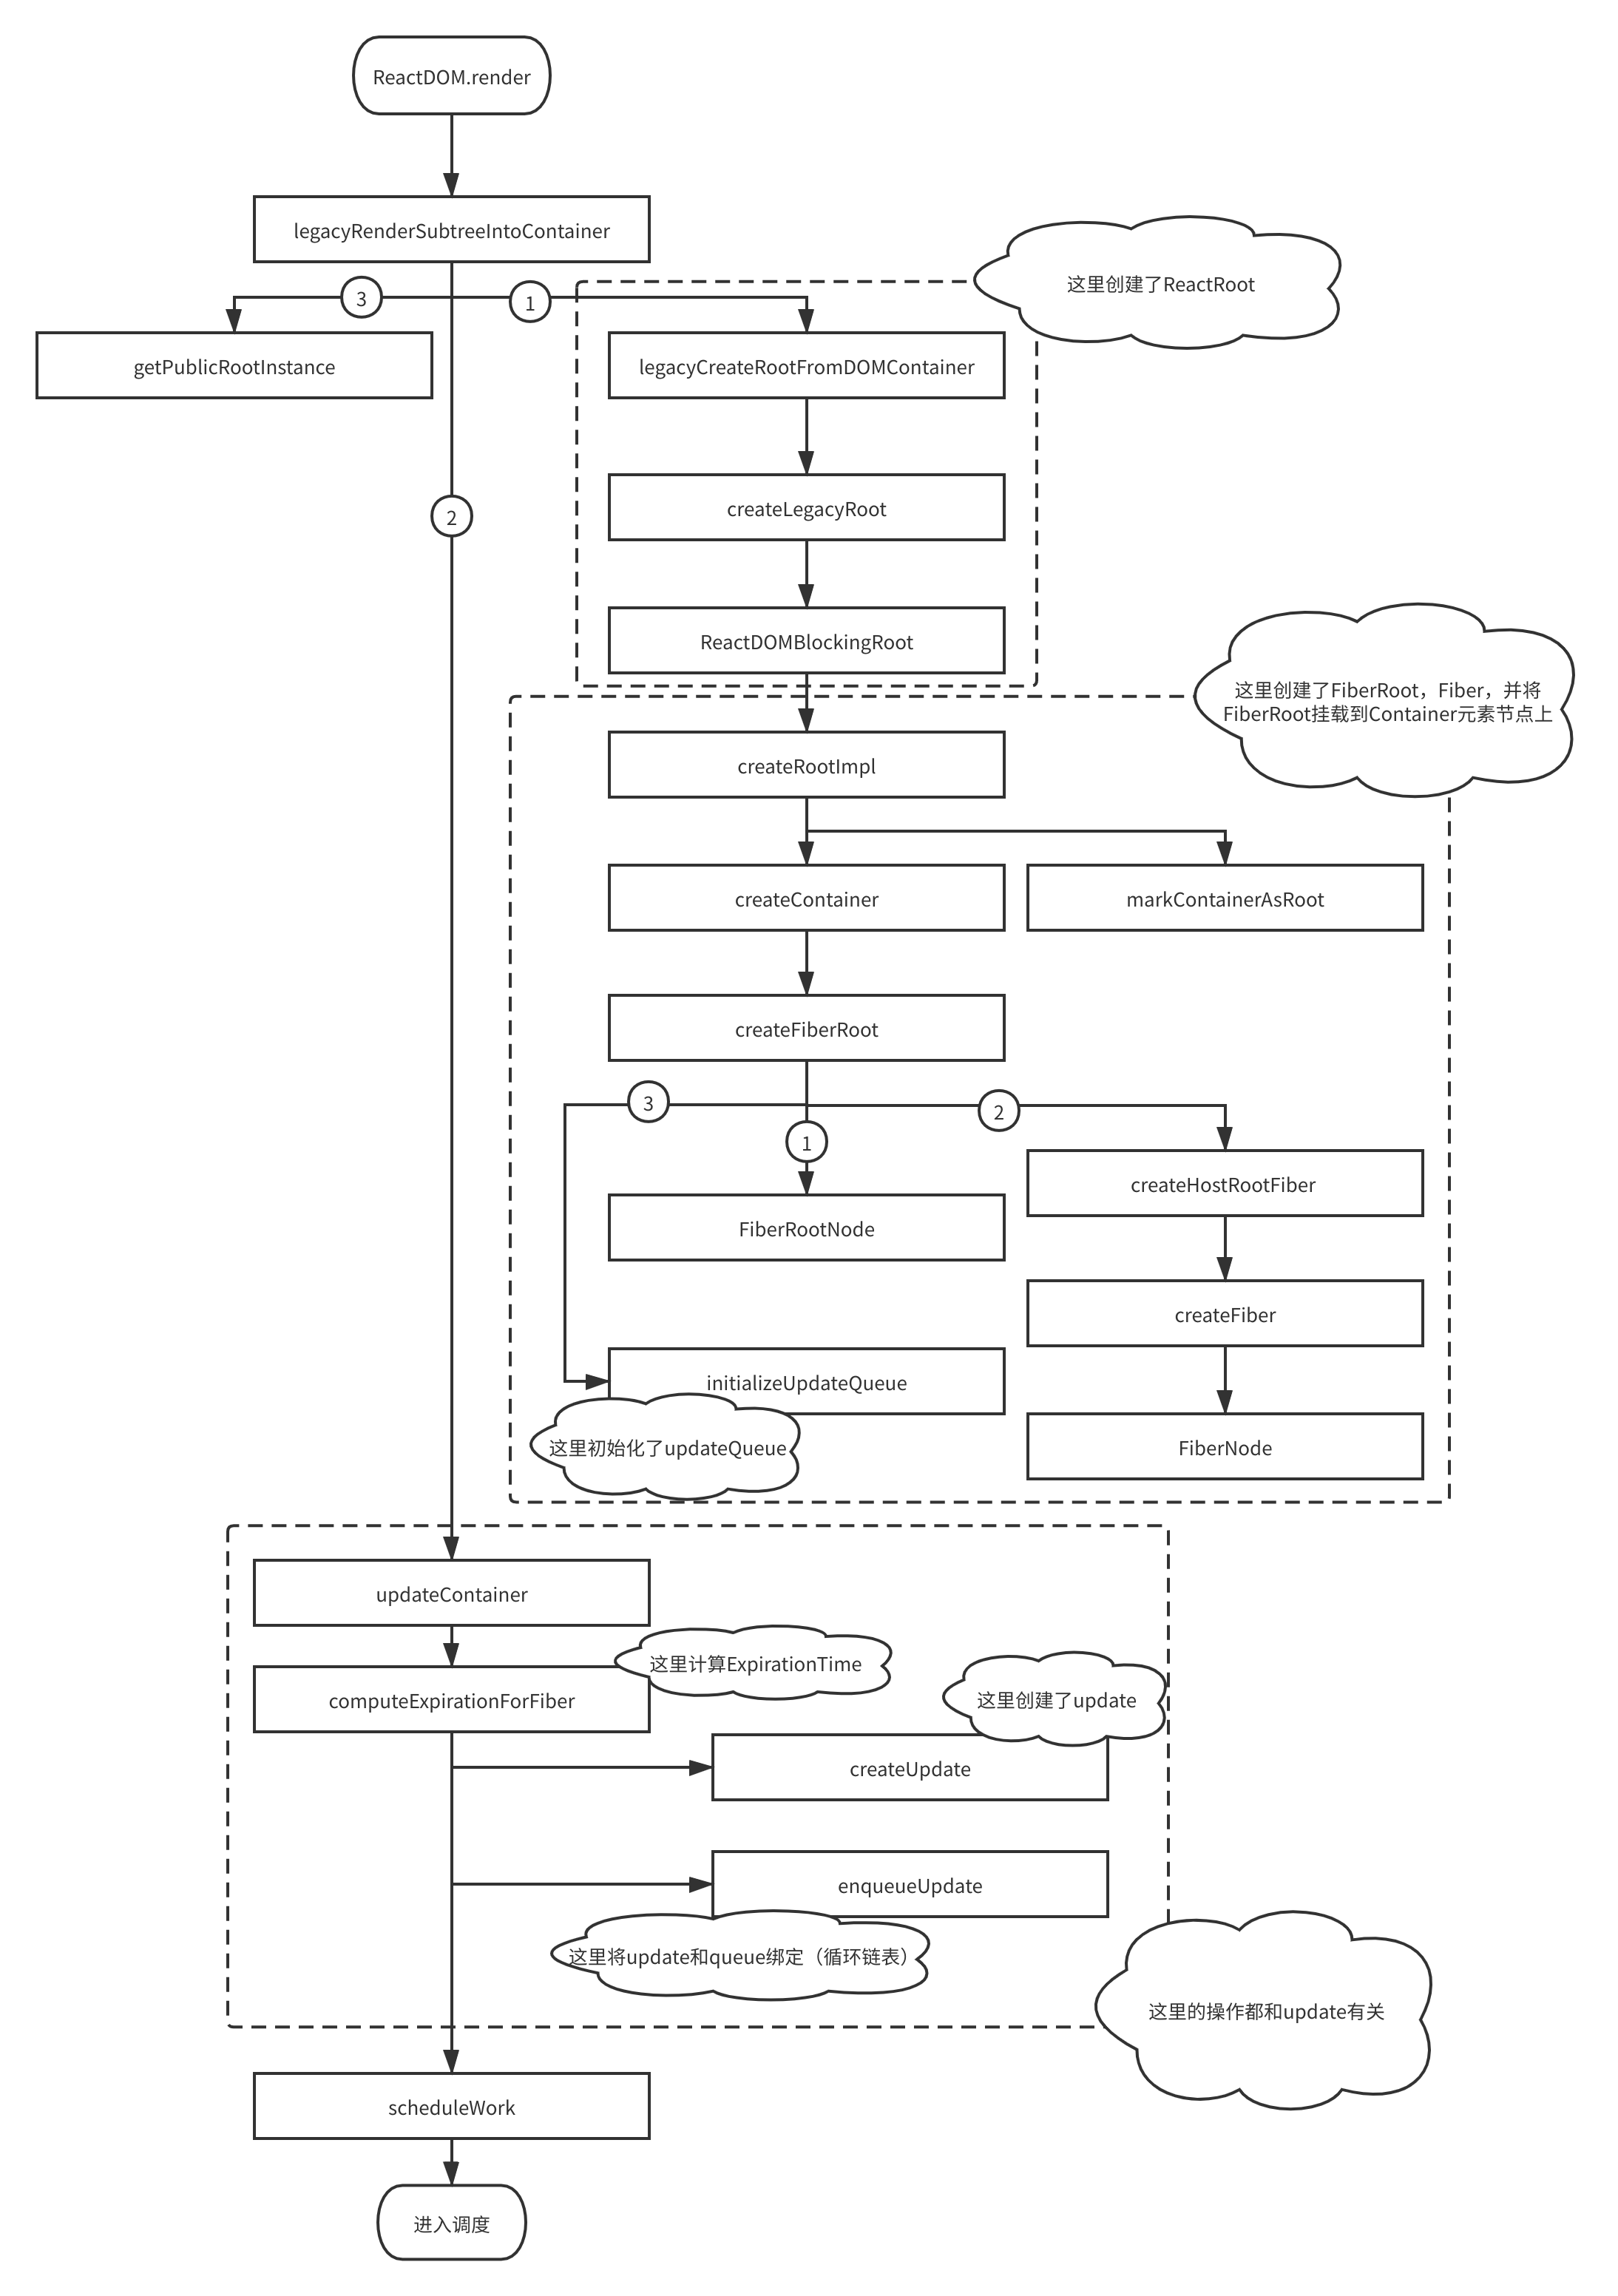 ReactDOM.render
legacyRenderSubtreeIntoContainer
这里创建了ReactRoot
3
1
getPublicRootInstance
legacyCreateRootFromDOMContainer
createLegacyRoot
2
ReactDOMBlockingRoot
这里创建了FiberRoot，Fiber，并将
FiberRoot挂载到Container元素节点上
createRootImpl
createContainer
markContainerAsRoot
createFiberRoot
3
2
1
createHostRootFiber
FiberRootNode
createFiber
initializeUpdateQueue
这里初始化了updateQueue
FiberNode
updateContainer
这里计算ExpirationTime
computeExpirationForFiber
这里创建了update
createUpdate
enqueueUpdate
这里将update和queue绑定（循环链表）
这里的操作都和update有关
scheduleWork
进入调度